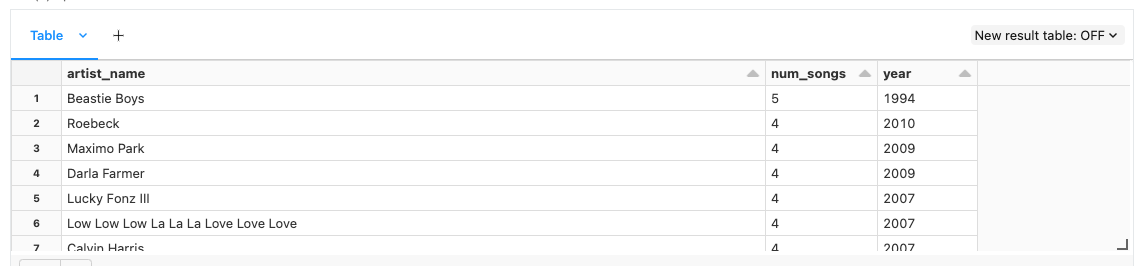 Table +
New result table: OFF
artist_name num_songs year
1 Beastie Boys 5 1994
2 Roebeck 4 2010
3 Maximo Park 4 2009
4 Darla Farmer 4 2009
5 Lucky Fonz III 4 2007
6 Low Low Low La La La Love Love Love 4 2007
7 Calvin Harris 4 2007